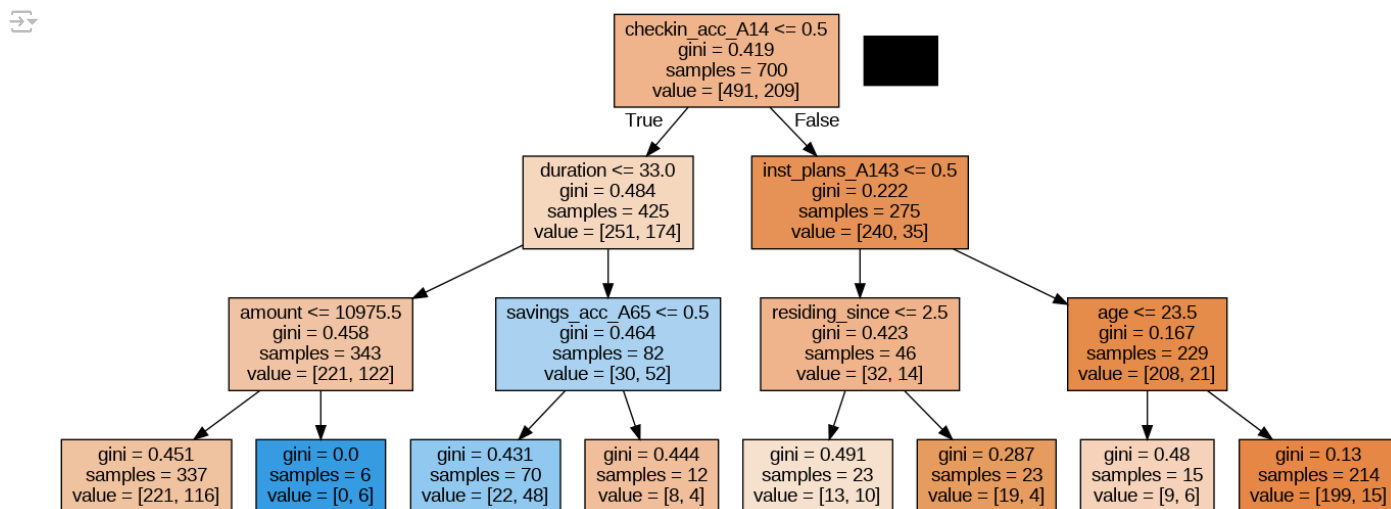 checkin_acc_A14 <= 0.5
gini = 0.419
samples = 700
value = [491, 209]
True
False
duration <= 33.0
gini = 0.484
samples = 425
value = [251, 174]
inst_plans_A143 <= 0.5
gini = 0.222
samples = 275
value = [240, 35]
amount <= 10975.5
gini = 0.458
samples = 343
value = [221, 122]
savings_acc_A65 <= 0.5
gini = 0.464
samples = 82
value = [30, 52]
residing_since <= 2.5
gini = 0.423
samples = 46
value = [32, 14]
age <= 23.5
gini = 0.167
samples = 229
value = [208, 21]
gini = 0.451
samples = 337
value = [221, 116]
gini = 0.0
samples = 6
value = [0, 6]
gini = 0.431
samples = 70
value = [22, 48]
gini = 0.444
samples = 12
value = [8, 4]
gini = 0.491
samples = 23
value = [13, 10]
gini = 0.287
samples = 23
value = [19, 4]
gini = 0.48
samples = 15
value = [9, 6]
gini = 0.13
samples = 214
value = [199, 15]